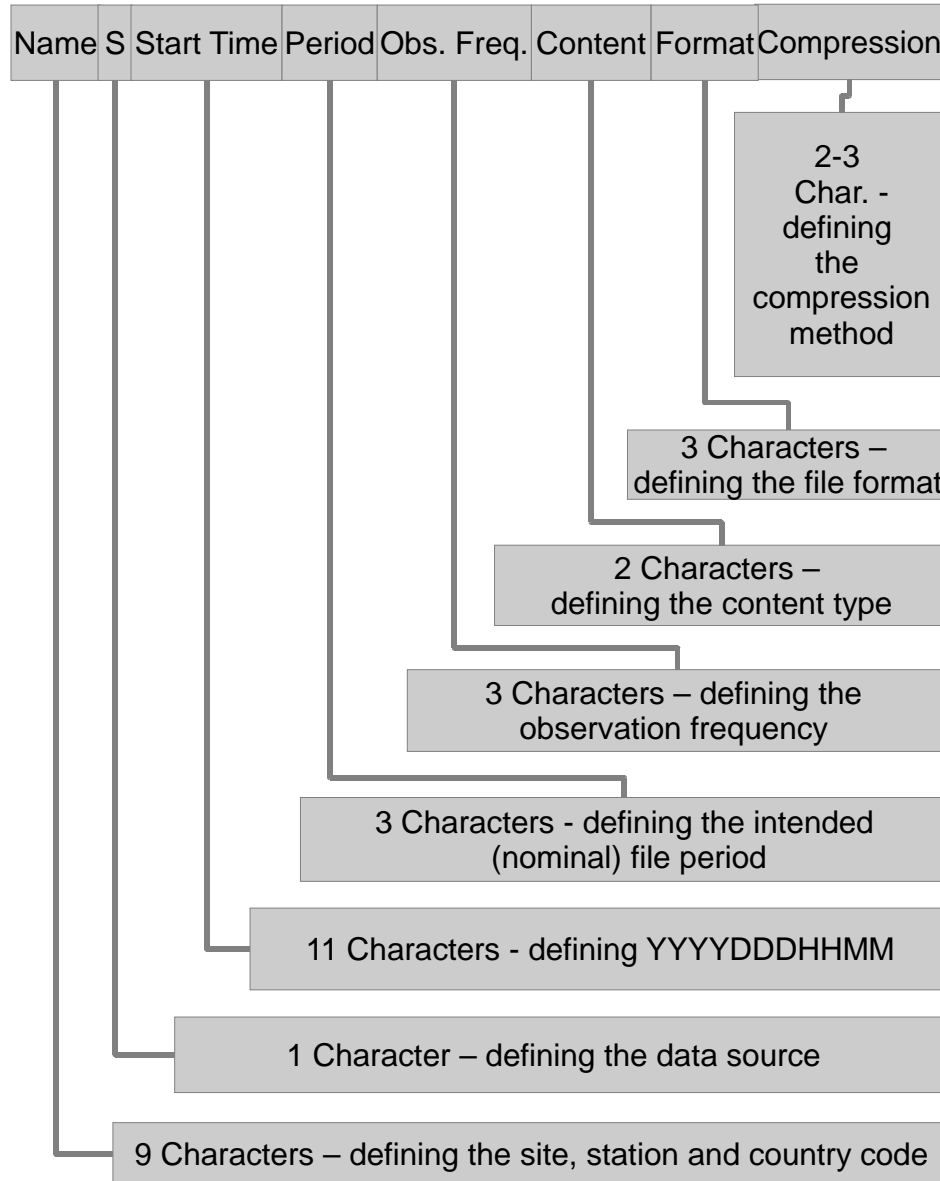 Name S Start Time Period Obs. Freq. Content Format Compression
2-3
Char. -
defining
the
compression
method
3 Characters –
defining the file format
2 Characters –
defining the content type
3 Characters – defining the
observation frequency
3 Characters - defining the intended
(nominal) file period
11 Characters - defining YYYYDDDHHMM
1 Character – defining the data source
9 Characters – defining the site, station and country code